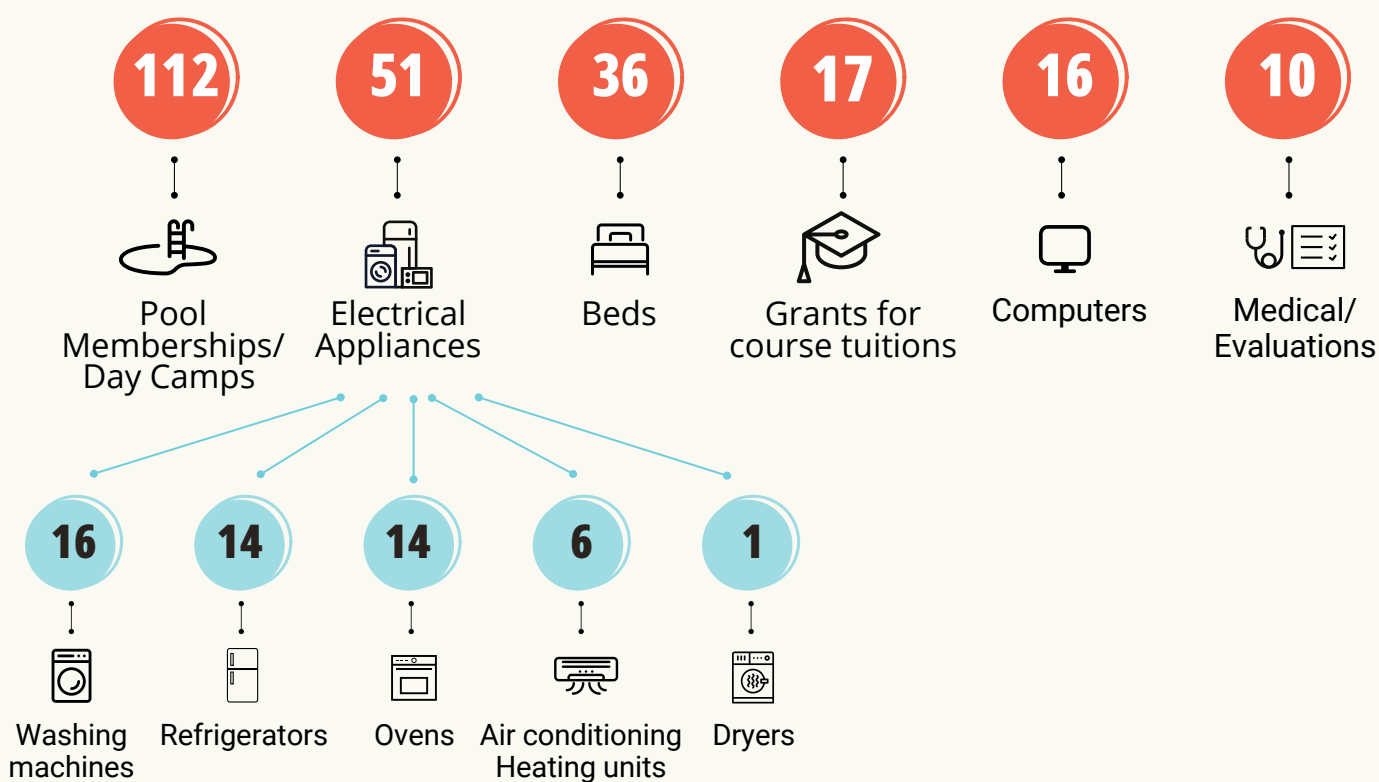 112
51
36
17
16
10
Pool
Memberships/
Day Camps
Electrical
Appliances
Beds
Grants for
course tuitions
Computers
Medical/
Evaluations
16
14
14
6
1
Washing
machines
Refrigerators
Ovens
Air conditioning
Heating units
Dryers